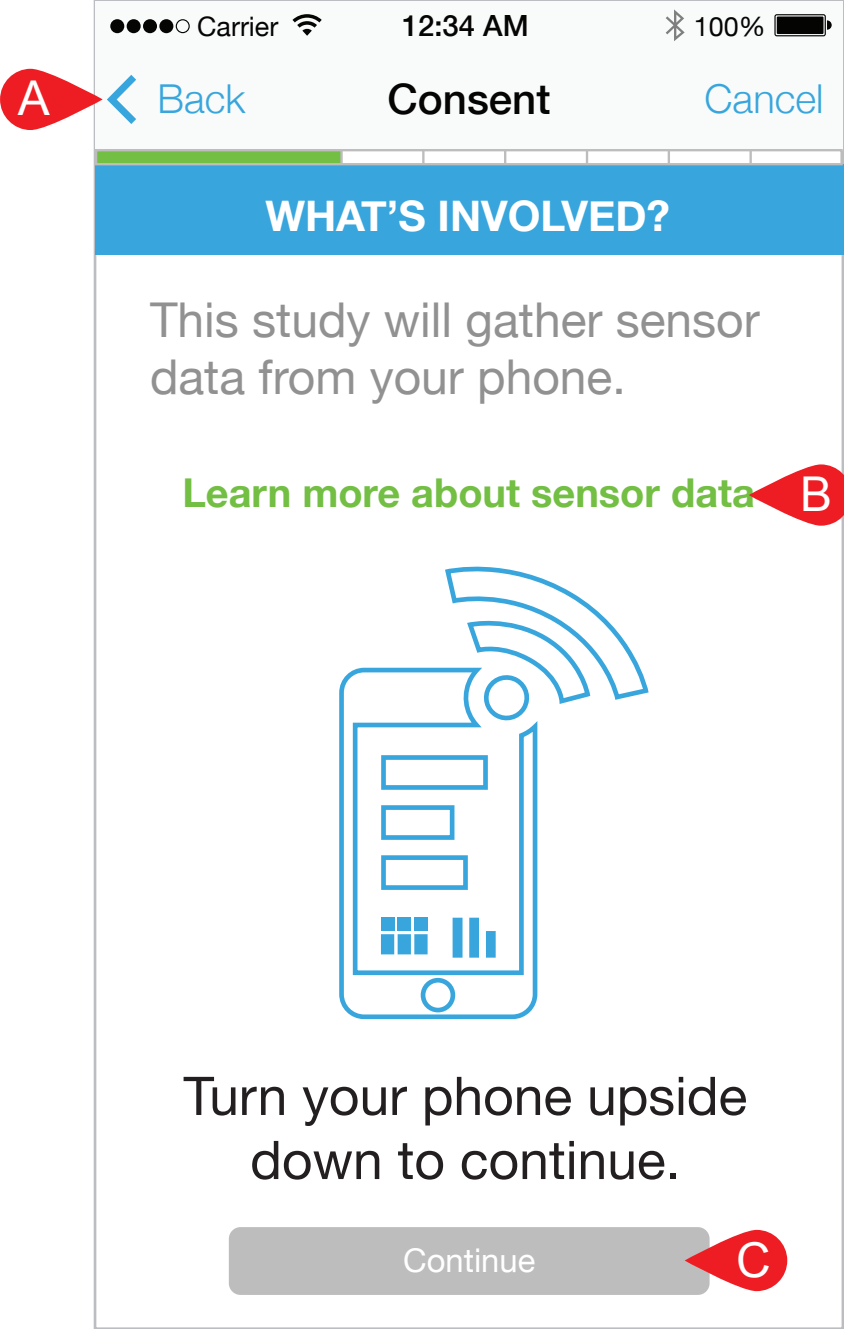 Carrier 12:34 AM 100%
A Back Consent Cancel
WHAT’S INVOLVED?
This study will gather sensor
data from your phone.
Learn more about sensor data B
Turn your phone upside
down to continue.
Continue C